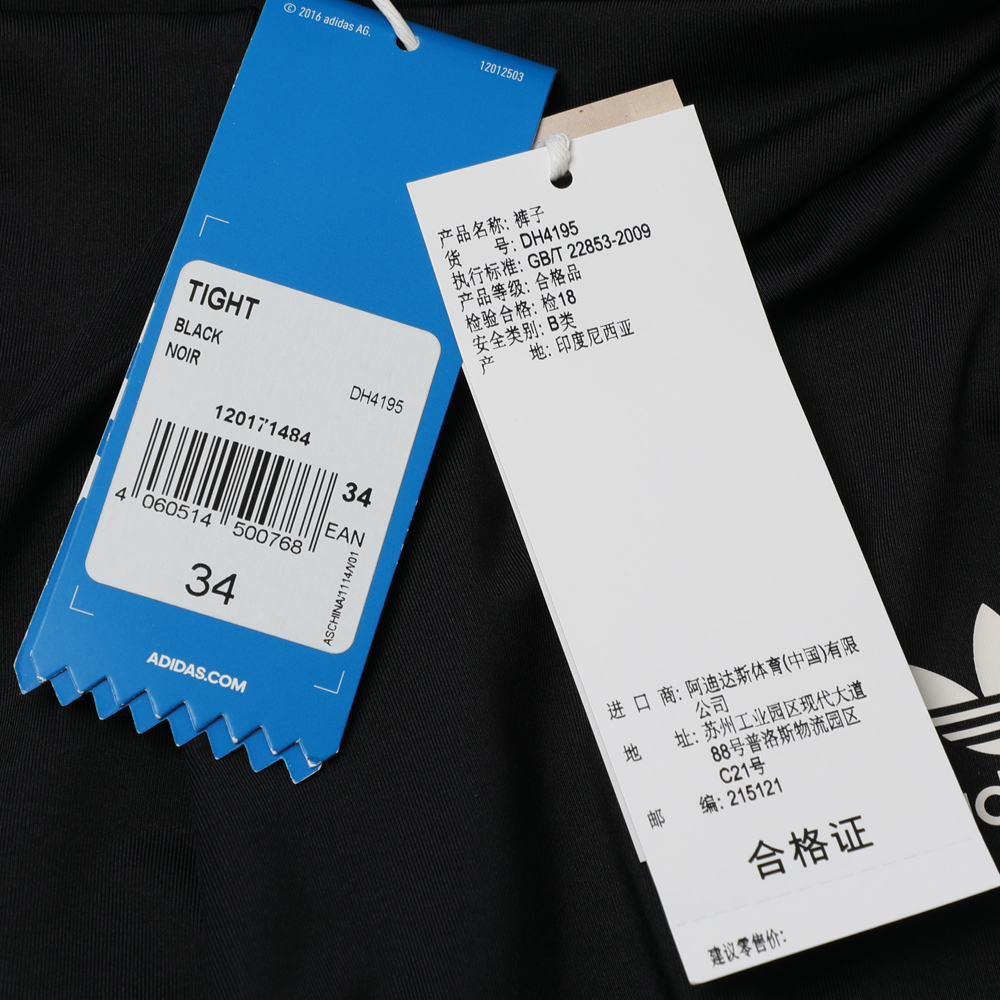 © 2016 adidas AG.
12012503
TIGHT
BLACK
NOIR
DH4195
120171484
34
4 060514 500768 EAN
34
ASCHINA/1114/V01
ADIDAS.COM
产品名称: 裤子
货 号: DH4195
执行标准: GB/T 22853-2009
产品等级: 合格品
检验合格: 检18
安全类别: B类
产 地: 印度尼西亚
进 口 商: 阿迪达斯体育(中国)有限
公司
地 址: 苏州工业园区现代大道
88号普洛斯物流园区
C21号
邮 编: 215121
合格证
建议零售价: